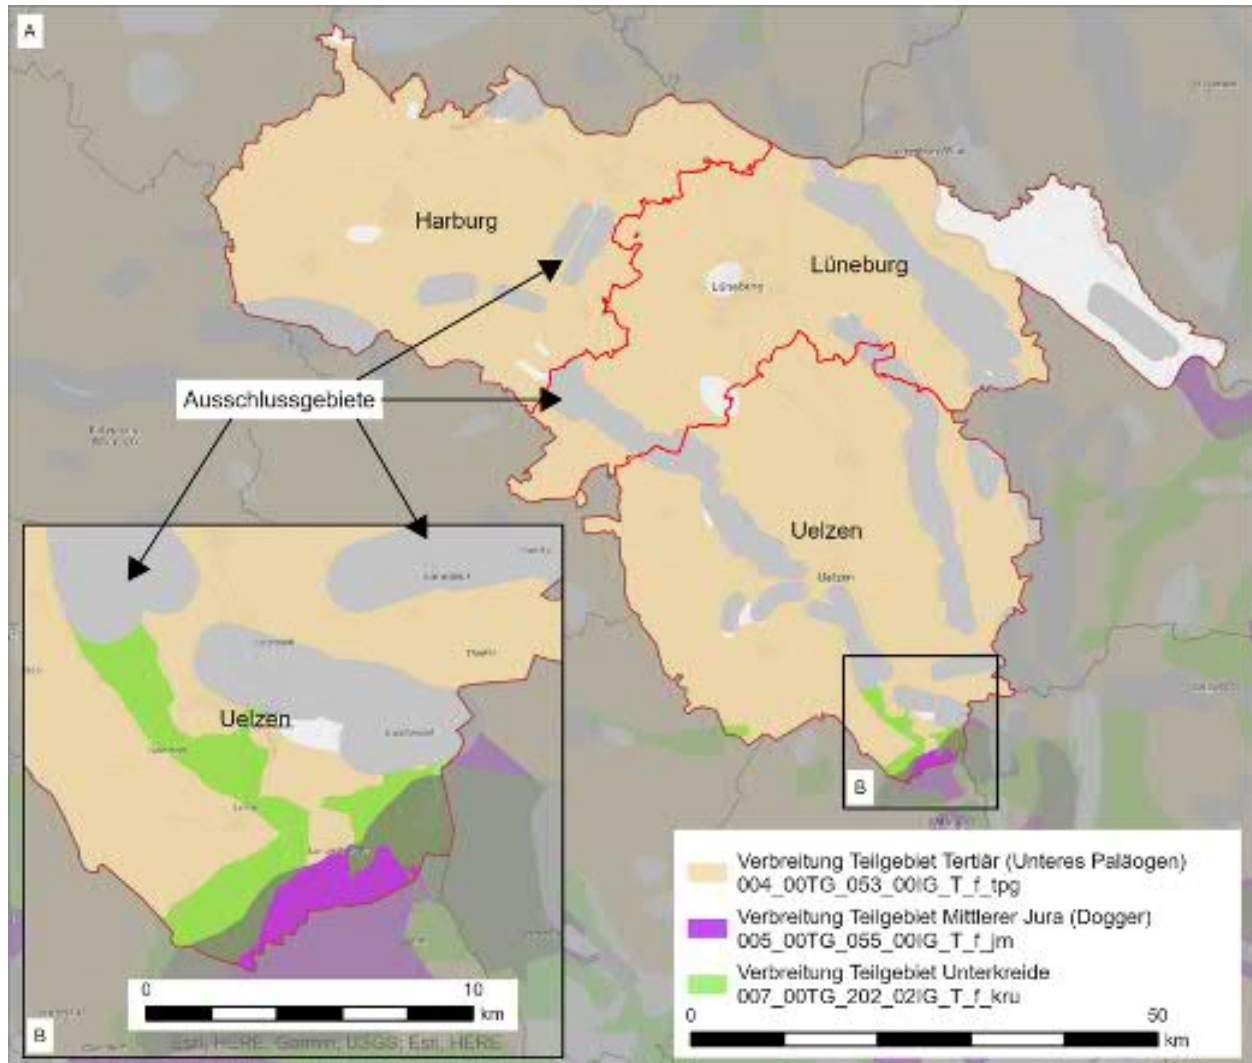 A
Harburg
Lüneburg
Lüneburg
Ausschlussgebiete
Uelzen
Uelzen
Uelzen
B
Verbreitung Teilgebiet Tertiär (Unteres Paläogen)
004_00TG_053_00IG_T_f_tpg
Verbreitung Teilgebiet Mittlerer Jura (Dogger)
005_00TG_055_00IG_T_f_jm
Verbreitung Teilgebiet Unterkreide
007_00TG_202_02IG_T_f_kru
0 10
km
0 50
km
B
Esri, HERE, Garmin, USGS; Esri, HERE